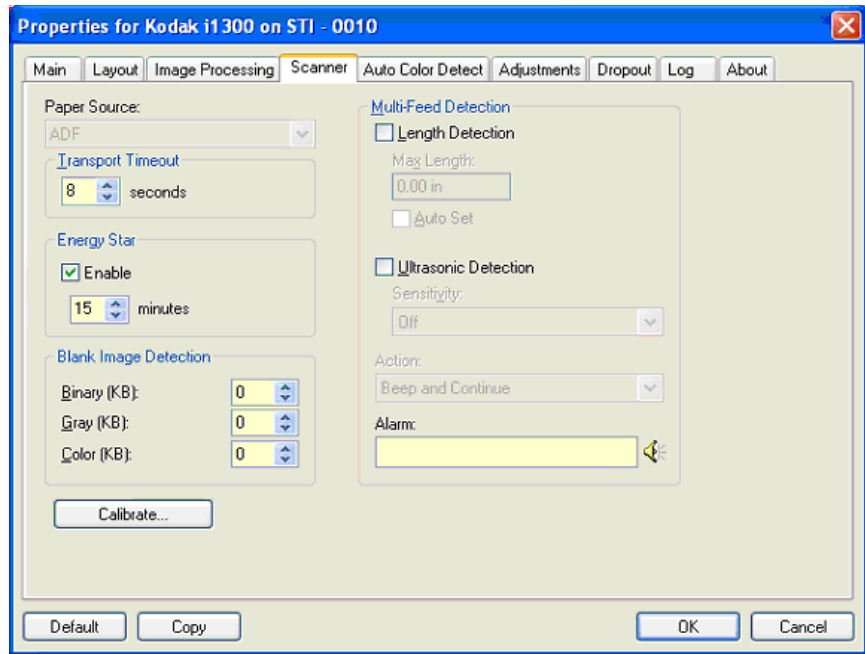 Properties for Kodak i1300 on STI - 0010
Main Layout Image Processing Scanner Auto Color Detect Adjustments Dropout Log About
Paper Source:
ADF
Transport Timeout
8 seconds
Energy Star
Enable
15 minutes
Blank Image Detection
Binary (KB): 0
Gray (KB): 0
Color (KB): 0
Calibrate...
Multi-Feed Detection
Length Detection
Max Length:
0.00 in
Auto Set
Ultrasonic Detection
Sensitivity:
Off
Action:
Beep and Continue
Alarm:
Default Copy OK Cancel